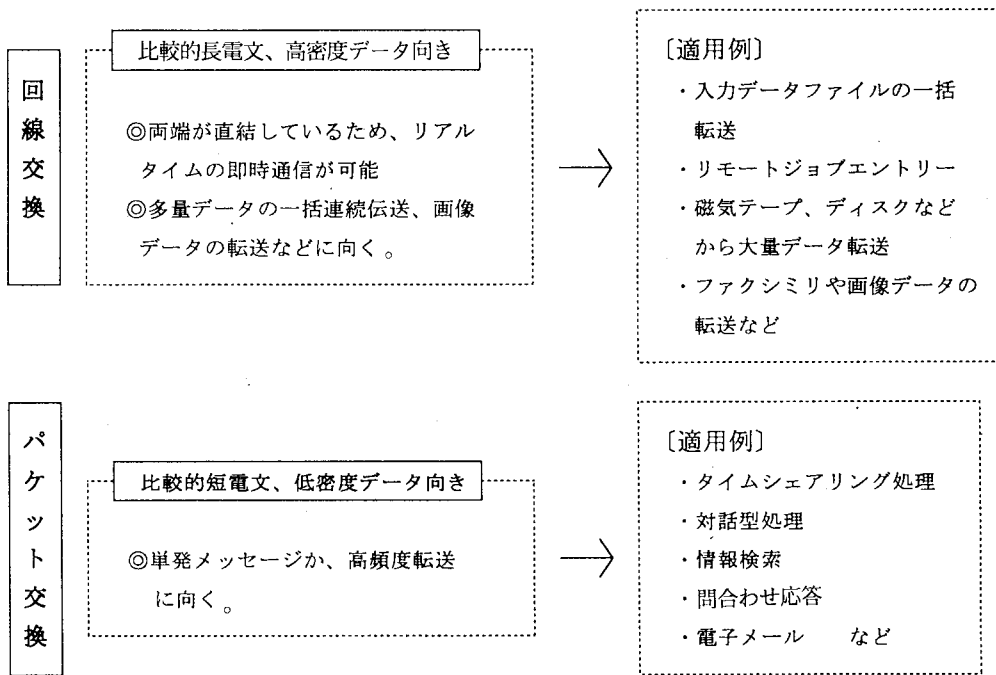 回線交換
比較的長電文、高密度データ向き
◎両端が直結しているため、リアル
タイムの即時通信が可能
◎多量データの一括連続伝送、画像
データの転送などに向く。
〔適用例〕
・入力データファイルの一括
転送
・リモートジョブエントリー
・磁気テープ、ディスクなど
から大量データ転送
・ファクシミリや画像データの
転送など
パケット交換
比較的短電文、低密度データ向き
◎単発メッセージか、高頻度転送
に向く。
〔適用例〕
・タイムシェアリング処理
・対話型処理
・情報検索
・問合わせ応答
・電子メール　など